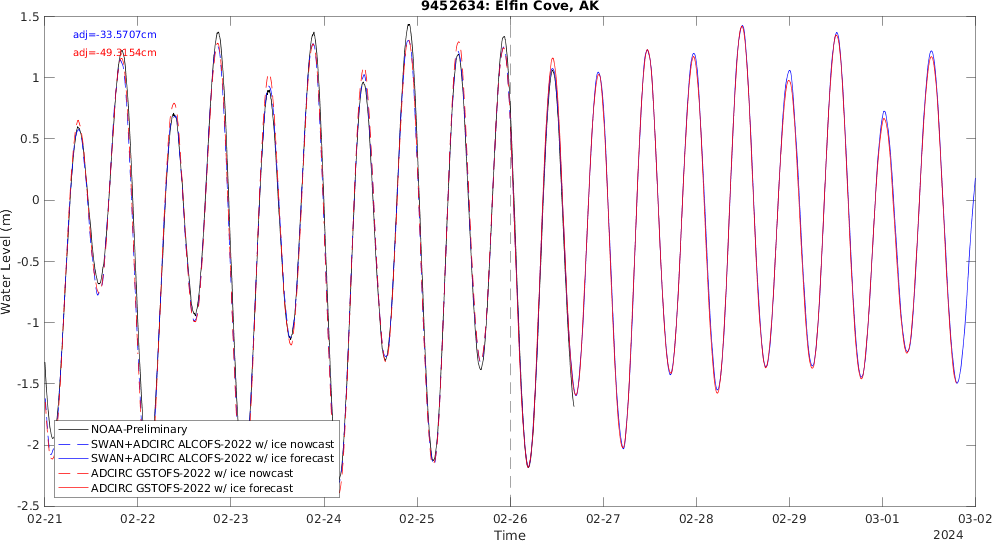 9452634: Elfin Cove, AK
adj=-33.5707cm
adj=-49.3154cm
Water Level (m)
1.5
1
0.5
0
-0.5
-1
-1.5
-2
-2.5
NOAA-Preliminary
SWAN+ADCIRC ALCOFS-2022 w/ ice nowcast
SWAN+ADCIRC ALCOFS-2022 w/ ice forecast
ADCIRC GSTOFS-2022 w/ ice nowcast
ADCIRC GSTOFS-2022 w/ ice forecast
02-21 02-22 02-23 02-24 02-25 02-26 02-27 02-28 02-29 03-01 03-02
Time
2024